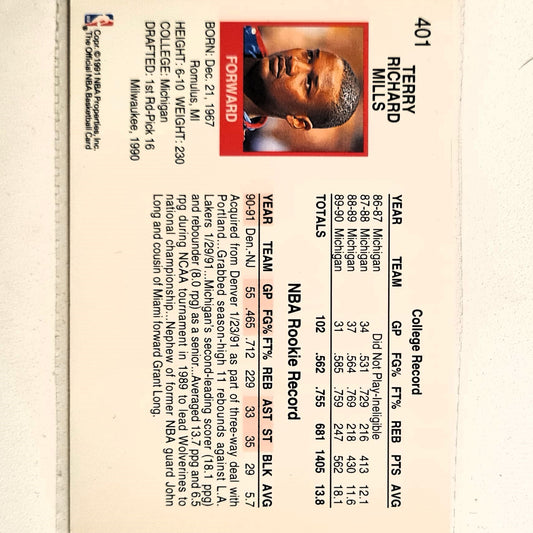 401
TERRY
RICHARD
MILLS
FORWARD
BORN: Dec. 21, 1967
Romulus, MI
HEIGHT: 6-10 WEIGHT: 230
COLLEGE: Michigan
DRAFTED: 1st Rd-Pick 16
Milwaukee, 1990
NBA
Copr. © 1991 NBA Properties, Inc.
The Official NBA Basketball Card
College Record
YEAR TEAM GP FG% FT% REB PTS AVG
86-87 Michigan Did Not Play-Ineligible
87-88 Michigan 34 .531 .729 216 413 12.1
88-89 Michigan 37 .564 .769 218 430 11.6
89-90 Michigan 31 .585 .759 247 562 18.1
TOTALS 102 .562 .755 681 1405 13.8
NBA Rookie Record
YEAR TEAM GP FG% FT% REB AST ST BLK AVG
90-91 Den.-NJ 55 .465 .712 229 33 35 29 5.7
Acquired from Denver 1/23/91 as part of three-way deal with
Portland...Grabbed season-high 11 rebounds against L.A.
Lakers 1/29/91...Michigan's second-leading scorer (18.1 ppg)
and rebounder (8.0 rpg) as a senior...Averaged 13.7 ppg and 6.5
rpg during NCAA tournament in 1989 to lead Wolverines to
national championship...Nephew of former NBA guard John
Long and cousin of Miami forward Grant Long.